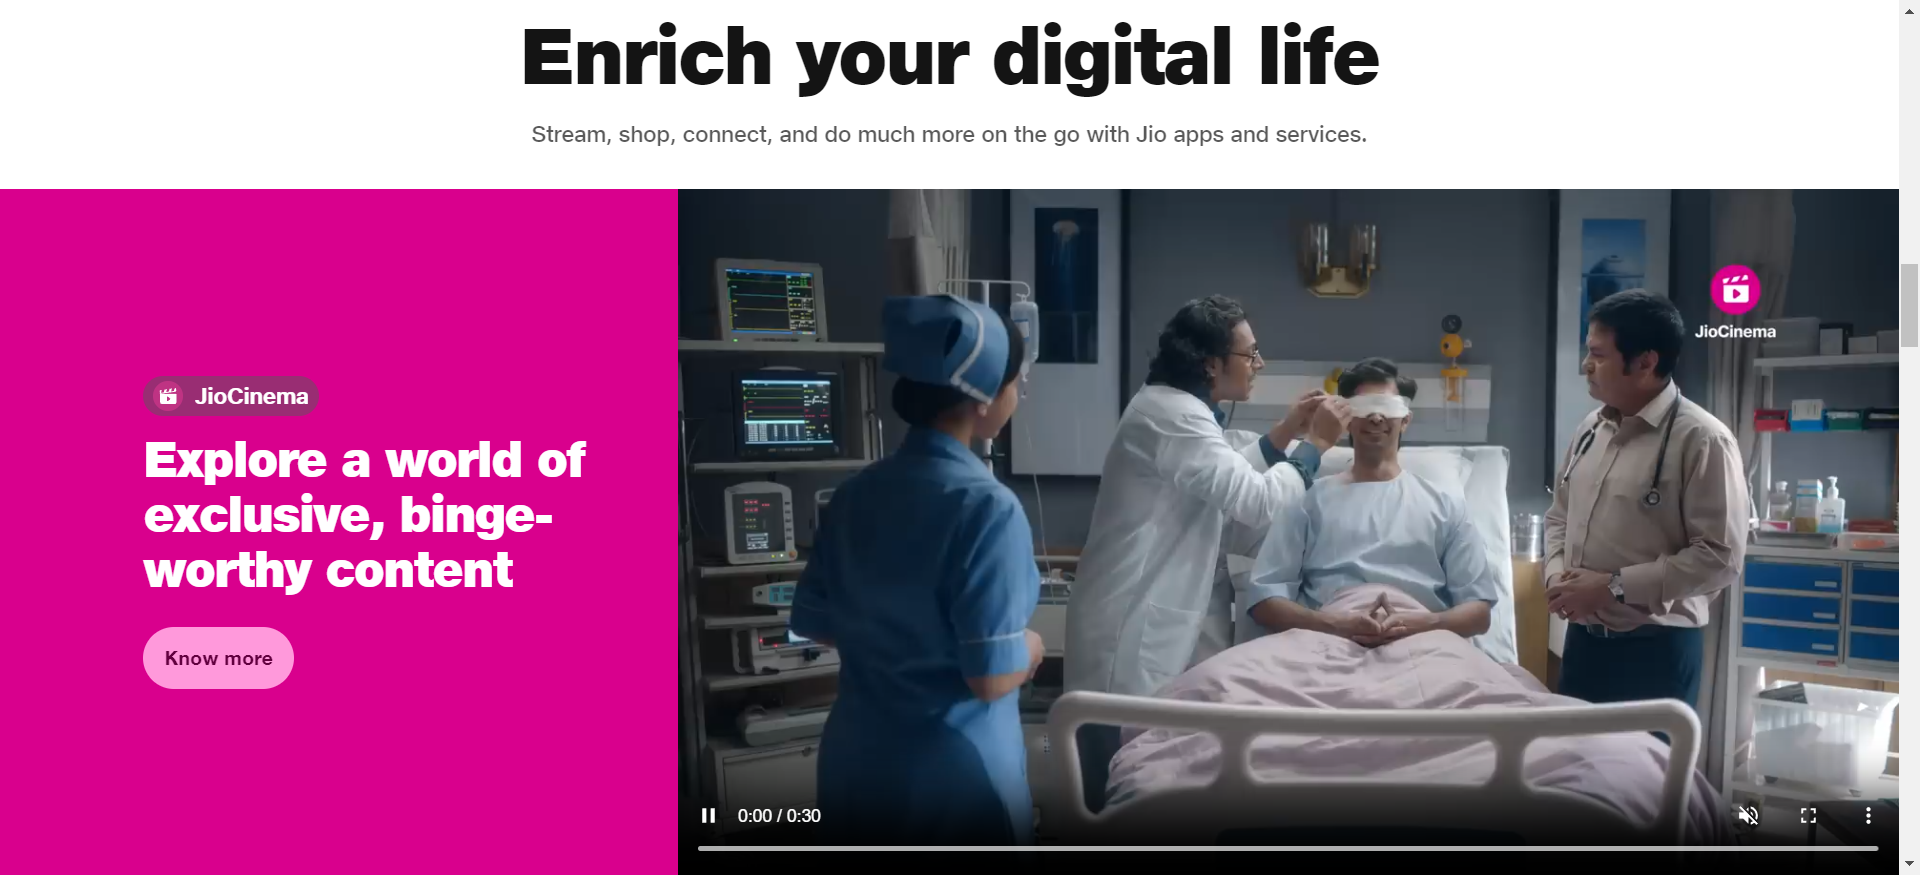 Enrich your digital life
Stream, shop, connect, and do much more on the go with Jio apps and services.
JioCinema
Explore a world of
exclusive, binge-
worthy content
Know more
JioCinema
0:00 / 0:30